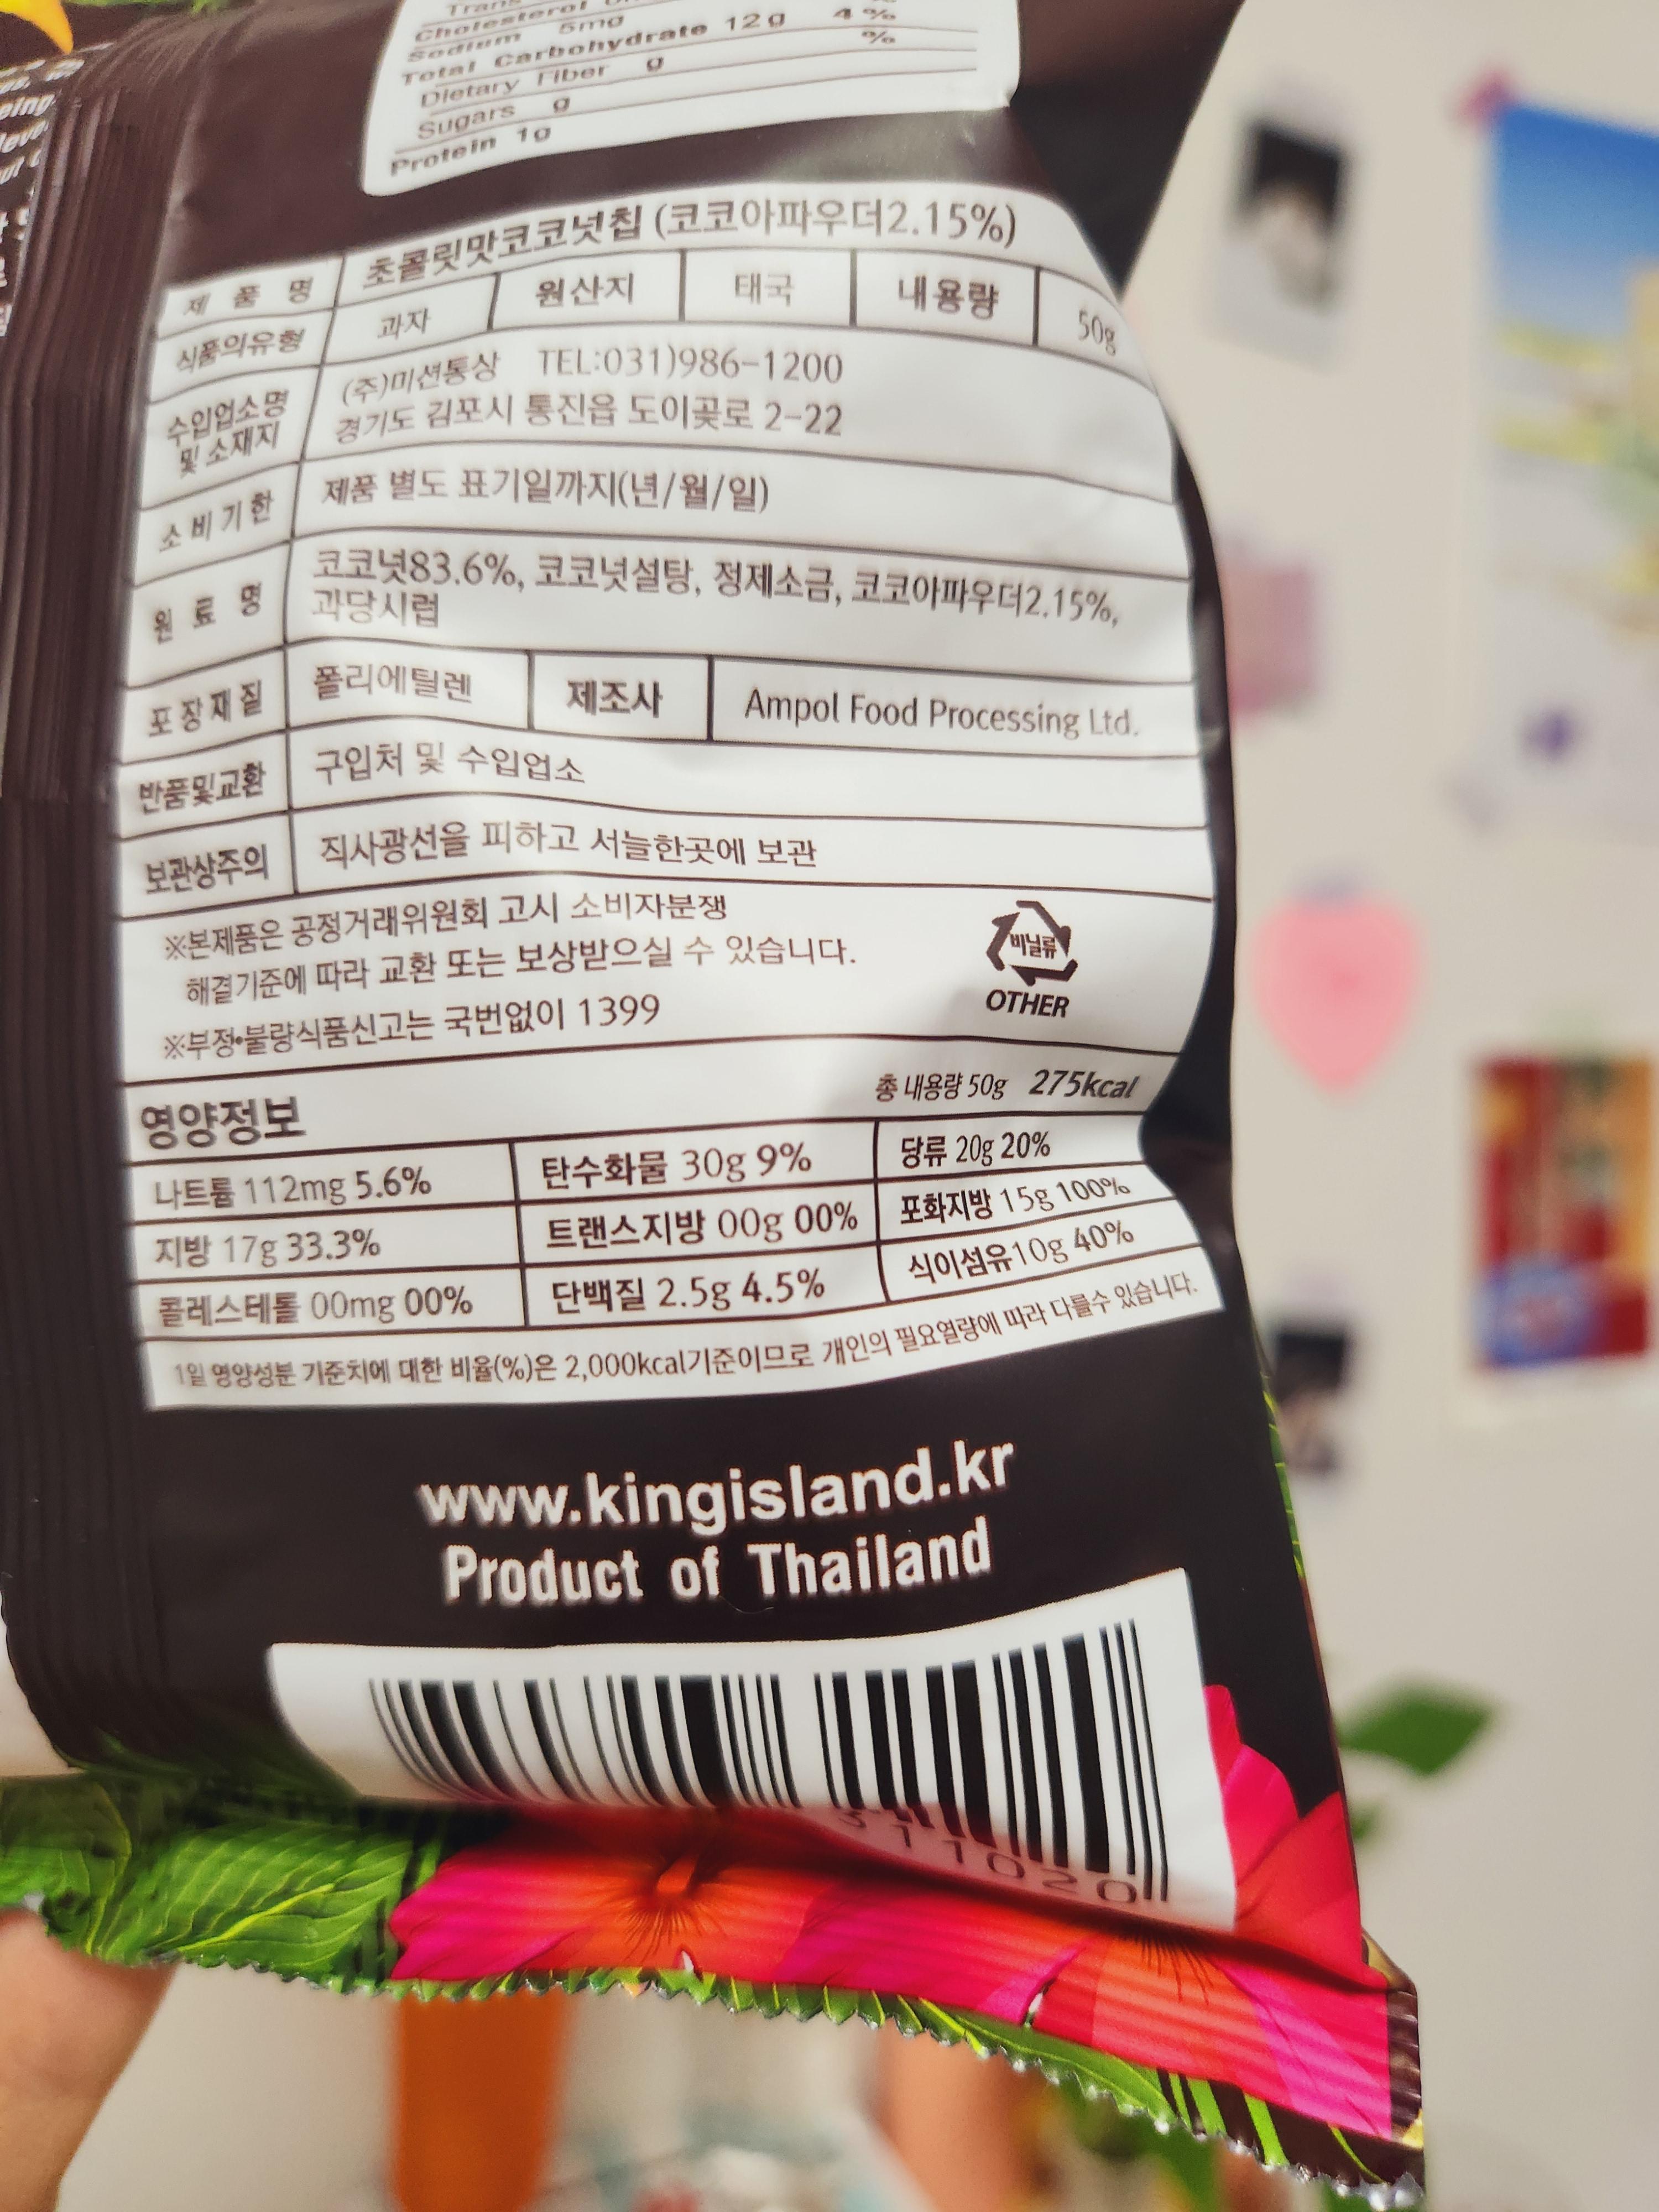 Trans
Cholesterol
Sodium 5mg
Total Carbohydrate 12g 4%
Dietary Fiber g %
Sugars g
Protein 1g
제 품 명 초콜릿맛코코넛칩 (코코아파우더2.15%)
식품의유형 과자 원산지 태국 내용량 50g
수입업소명 및 소재지
(주)미션통상 TEL:031)986-1200
경기도 김포시 통진읍 도이곶로 2-22
소 비 기 한 제품 별도 표기일까지(년/월/일)
원 료 명 코코넛83.6%, 코코넛설탕, 정제소금, 코코아파우더2.15%,
과당시럽
포 장 재 질 폴리에틸렌 제조사 Ampol Food Processing Ltd.
반품및교환 구입처 및 수입업소
보관상주의 직사광선을 피하고 서늘한곳에 보관
※본제품은 공정거래위원회 고시 소비자분쟁
해결기준에 따라 교환 또는 보상받으실 수 있습니다.
※부정•불량식품신고는 국번없이 1399
비닐류
OTHER
영양정보 총 내용량 50g 275kcal
나트륨 112mg 5.6% 탄수화물 30g 9% 당류 20g 20%
지방 17g 33.3% 트랜스지방 00g 00% 포화지방 15g 100%
콜레스테롤 00mg 00% 단백질 2.5g 4.5% 식이섬유10g 40%
1일 영양성분 기준치에 대한 비율(%)은 2,000kcal기준이므로 개인의 필요열량에 따라 다를수 있습니다.
www.kingisland.kr
Product of Thailand
311020